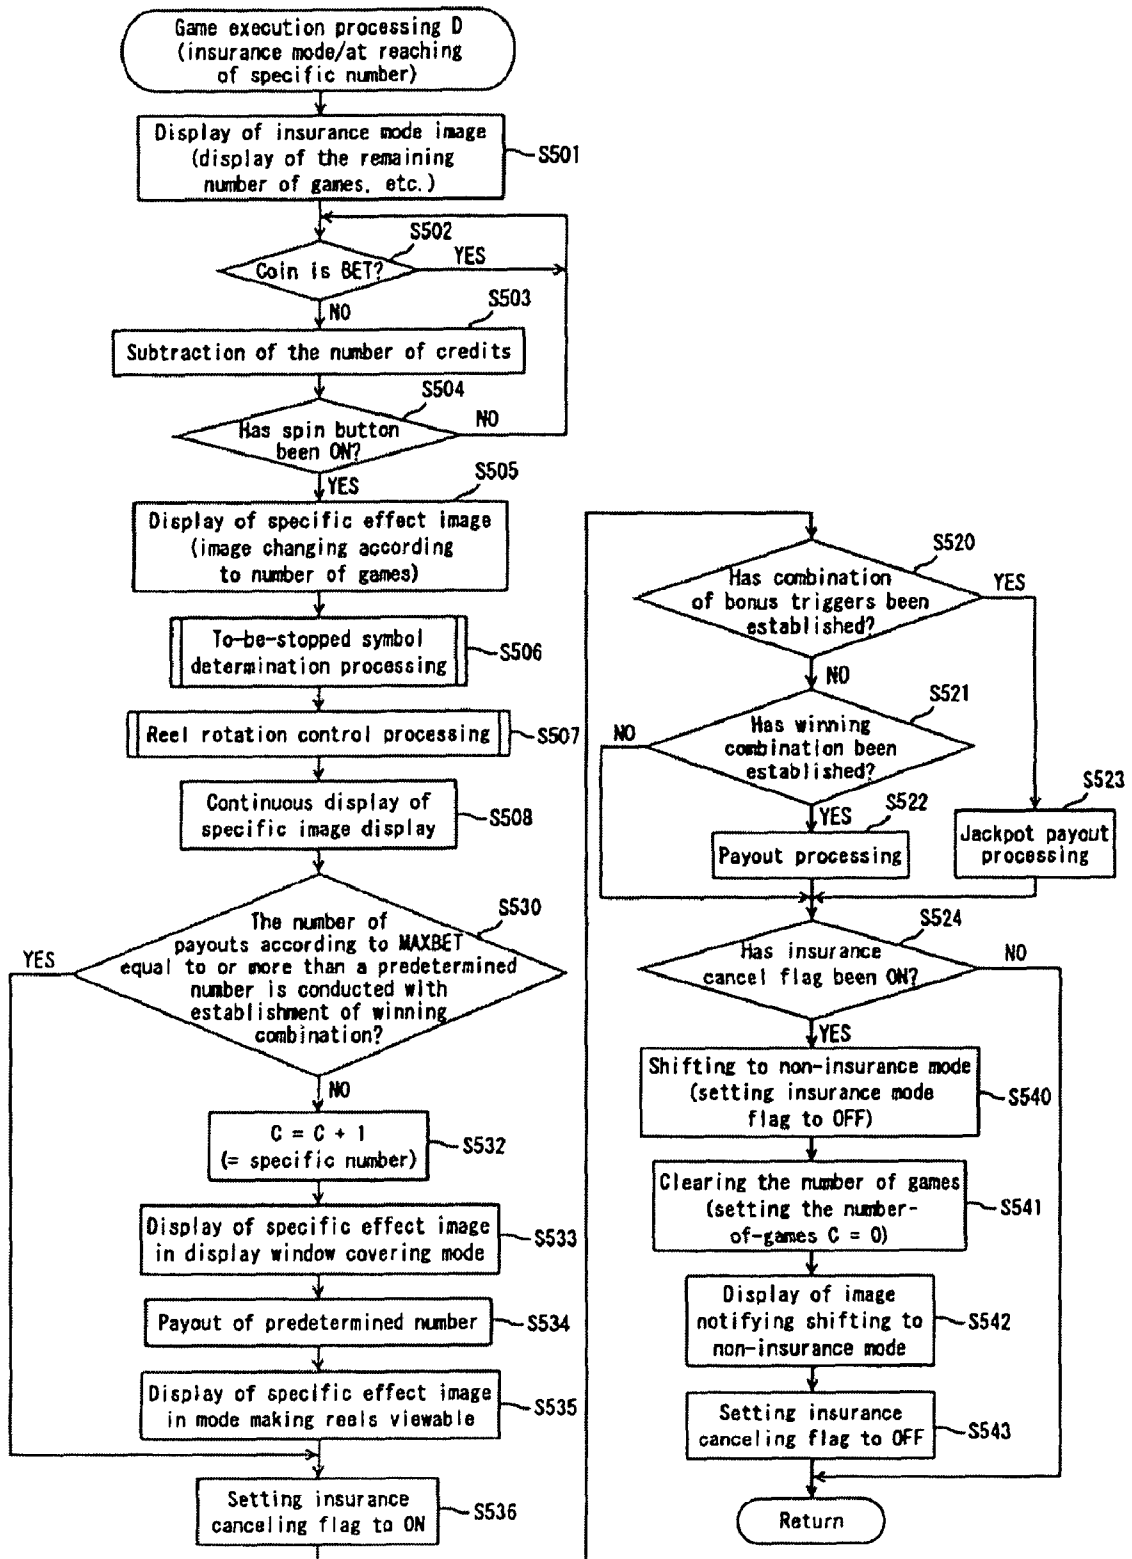 Game execution processing D
(insurance mode/at reaching
of specific number)
Display of insurance mode image
(display of the remaining
number of games, etc.)
S501
S502
Coin is BET?
YES
NO
S503
Subtraction of the number of credits
S504
Has spin button
been ON?
NO
YES
S505
Display of specific effect image
(image changing according
to number of games)
To-be-stopped symbol
determination processing
S506
Reel rotation control processing
S507
Continuous display of
specific image display
S508
S530
The number of
payouts according to MAXBET
equal to or more than a predetermined
number is conducted with
establishment of winning
combination?
YES
NO
C = C + 1
(= specific number)
S532
Display of specific effect image
in display window covering mode
S533
Payout of predetermined number
S534
Display of specific effect image
in mode making reels viewable
S535
Setting insurance
canceling flag to ON
S536
S520
Has combination
of bonus triggers been
established?
YES
NO
S521
Has winning
combination been
established?
NO
YES
S522
Payout processing
S523
Jackpot payout
processing
S524
Has insurance
cancel flag been ON?
NO
YES
Shifting to non-insurance mode
(setting insurance mode
flag to OFF)
S540
Clearing the number of games
(setting the number-
of-games C = 0)
S541
Display of image
notifying shifting to
non-insurance mode
S542
Setting insurance
canceling flag to OFF
S543
Return